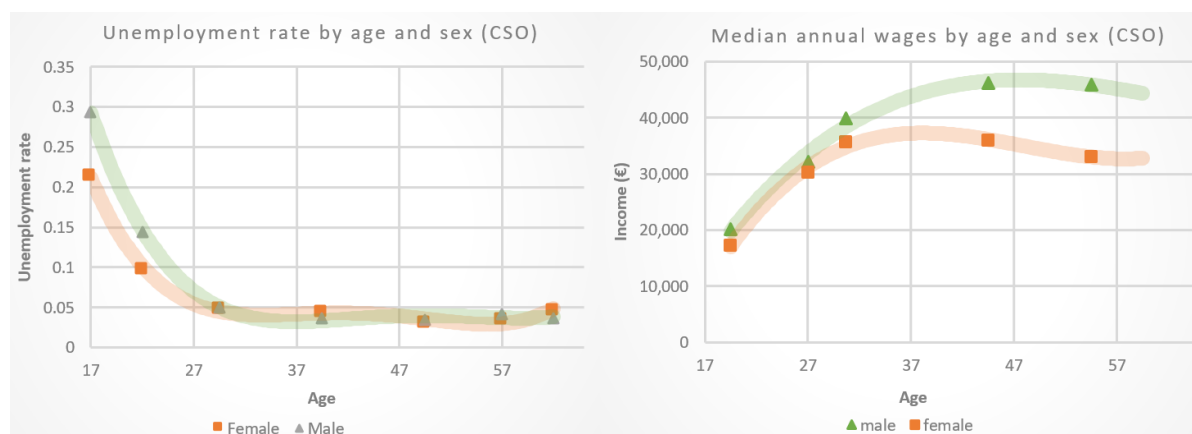 Unemployment rate by age and sex (CSO)
0.35
0.3
0.25
0.2
0.15
0.1
0.05
0
Unemployment rate
17 27 37 47 57
Age
Female Male
Median annual wages by age and sex (CSO)
50,000
40,000
30,000
20,000
10,000
0
Income (€)
17 27 37 47 57
Age
male female